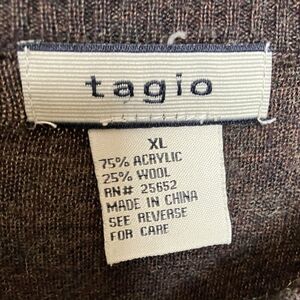 tagio
XL
75% ACRYLIC
25% WOOL
RN# 25652
MADE IN CHINA
SEE REVERSE
FOR CARE